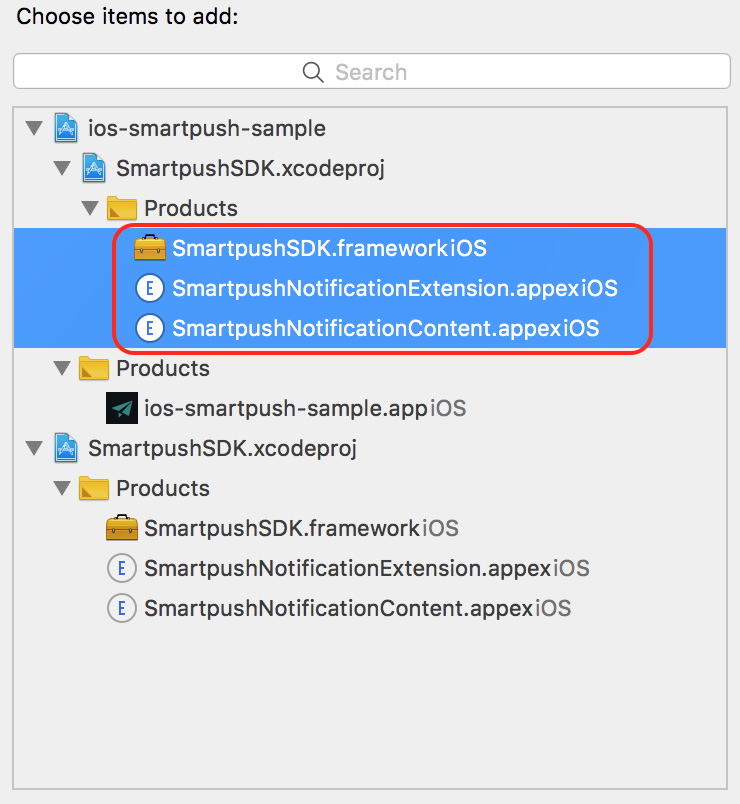 Choose items to add:
Search
ios-smartpush-sample
SmartpushSDK.xcodeproj
Products
SmartpushSDK.frameworkiOS
E SmartpushNotificationExtension.appexiOS
E SmartpushNotificationContent.appexiOS
Products
ios-smartpush-sample.appiOS
SmartpushSDK.xcodeproj
Products
SmartpushSDK.frameworkiOS
E SmartpushNotificationExtension.appexiOS
E SmartpushNotificationContent.appexiOS